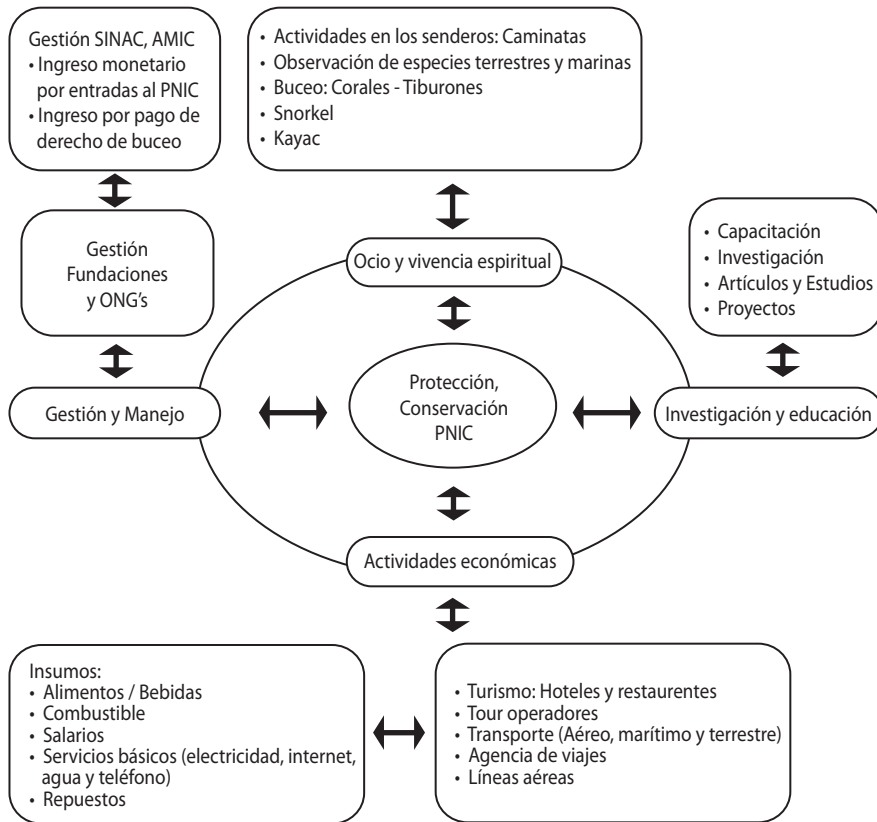 Gestión SINAC, AMIC
• Ingreso monetario
por entradas al PNIC
• Ingreso por pago de
derecho de buceo
• Actividades en los senderos: Caminatas
• Observación de especies terrestres y marinas
• Buceo: Corales - Tiburones
• Snorkel
• Kayac
Gestión
Fundaciones
y ONG's
Ocio y vivencia espiritual
• Capacitación
• Investigación
• Artículos y Estudios
• Proyectos
Gestión y Manejo
Protección,
Conservación
PNIC
Investigación y educación
Actividades económicas
Insumos:
• Alimentos / Bebidas
• Combustible
• Salarios
• Servicios básicos (electricidad, internet,
agua y teléfono)
• Repuestos
• Turismo: Hoteles y restaurentes
• Tour operadores
• Transporte (Aéreo, marítimo y terrestre)
• Agencia de viajes
• Líneas aéreas